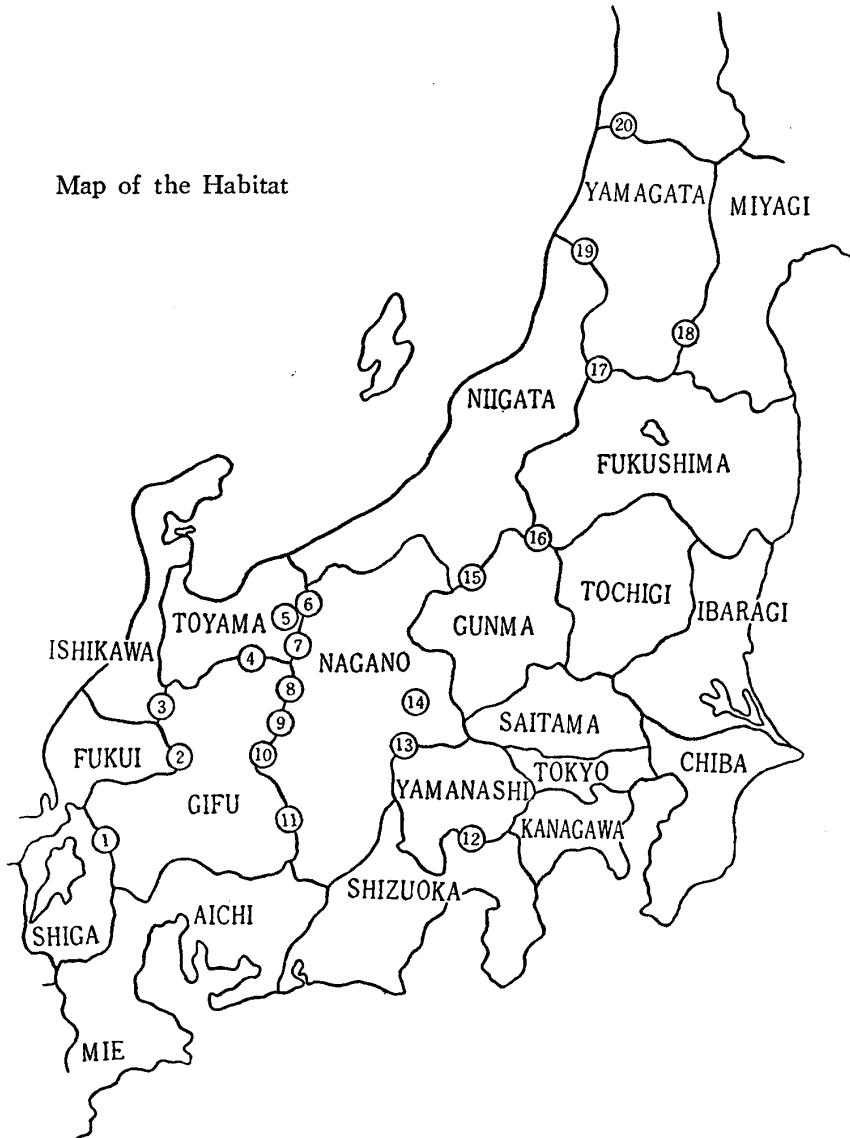 20
Map of the Habitat
YAMAGATA
MIYAGI
19
18
17
NIIGATA
FUKUSHIMA
16
15
TOCHIGI
IBARAGI
6
5
TOYAMA
GUNMA
7
ISHIKAWA
4
NAGANO
8
3
14
9
SAITAMA
13
FUKUI
2
10
TOKYO
CHIBA
YAMANASHI
GIFU
11
KANAGAWA
1
12
SHIZUOKA
AICHI
SHIGA
MIE